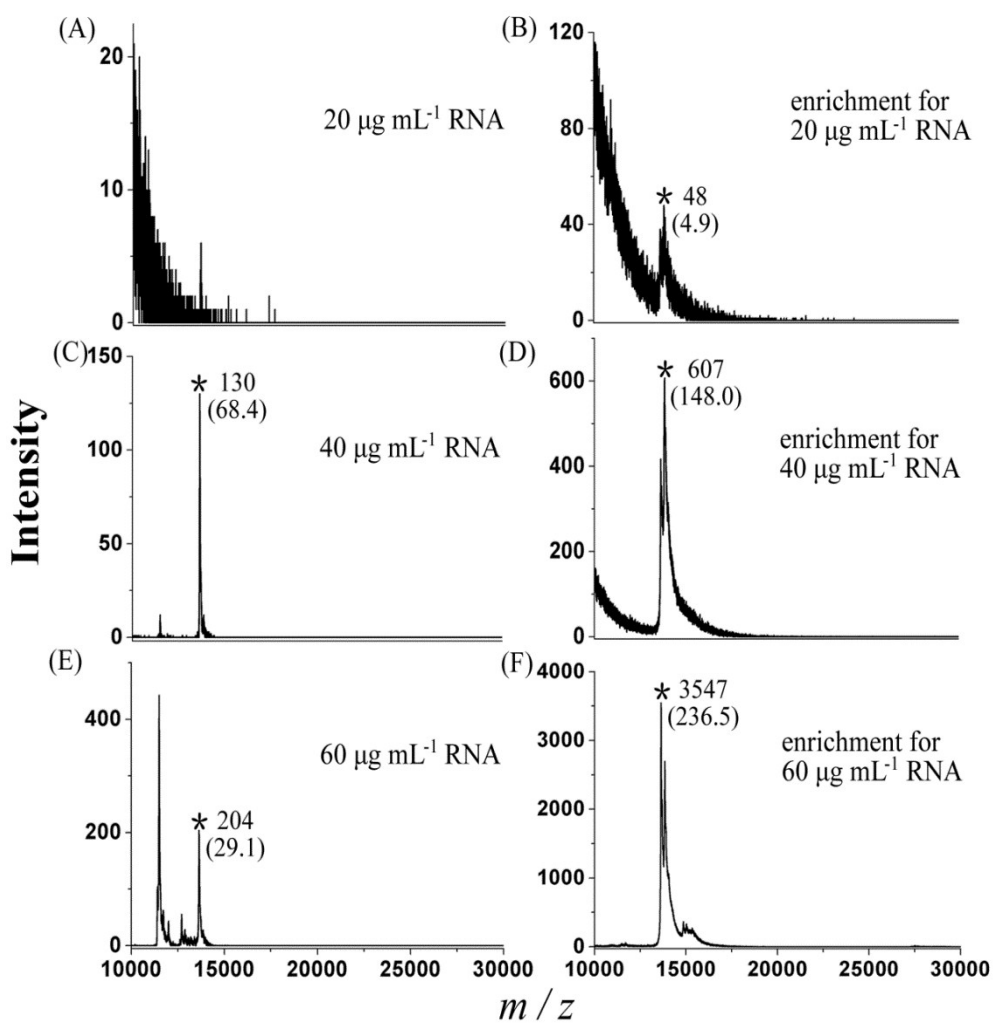 (A)
20
10
0
20 μg mL⁻¹ RNA
(B)
120
80
40
0
enrichment for
20 μg mL⁻¹ RNA
* 48
(4.9)
(C)
150
100
50
0
* 130
(68.4)
40 μg mL⁻¹ RNA
(D)
600
400
200
0
* 607
(148.0)
enrichment for
40 μg mL⁻¹ RNA
(E)
400
200
0
60 μg mL⁻¹ RNA
* 204
(29.1)
10000 15000 20000 25000 30000
(F)
4000
3000
2000
1000
0
* 3547
(236.5)
enrichment for
60 μg mL⁻¹ RNA
10000 15000 20000 25000 30000
Intensity
m / z